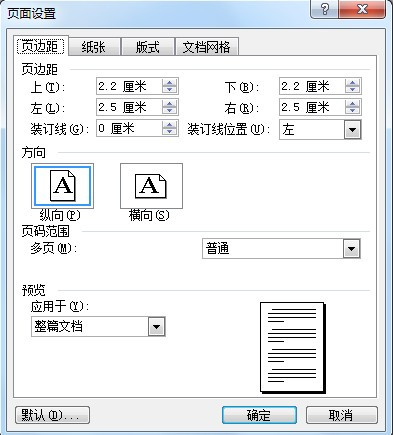 页面设置
页边距 纸张 版式 文档网格
页边距
上(T): 2.2 厘米 下(B): 2.2 厘米
左(L): 2.5 厘米 右(R): 2.5 厘米
装订线(G): 0 厘米 装订线位置(U): 左
方向
A A
纵向(P) 横向(S)
页码范围
多页(M): 普通
预览
应用于(Y):
整篇文档
默认(D)... 确定 取消